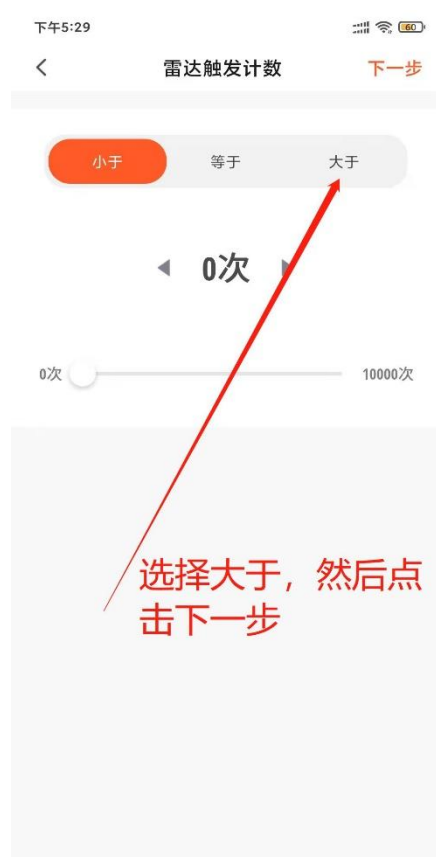 下午5:29 60
雷达触发计数 下一步
小于 等于 大于
0次
0次 10000次
选择大于，然后点
击下一步